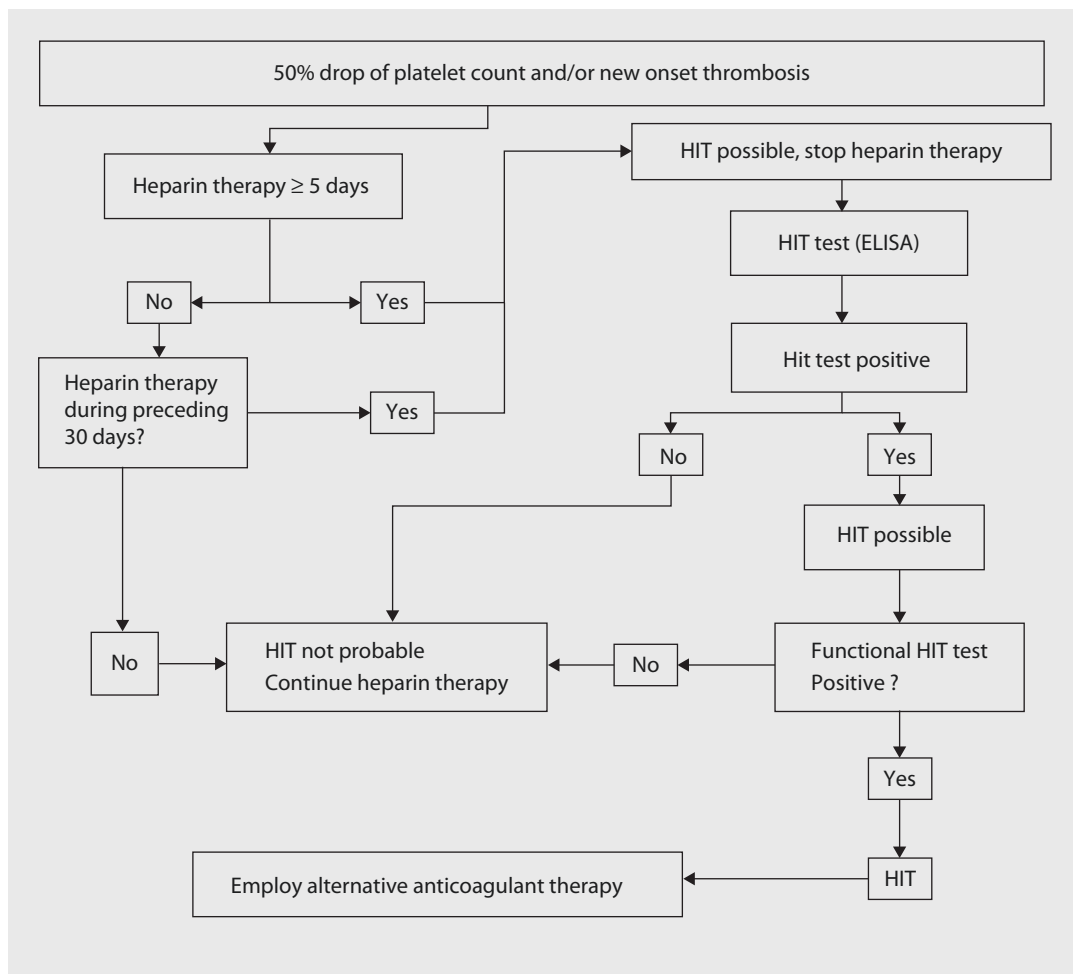 50% drop of platelet count and/or new onset thrombosis
HIT possible, stop heparin therapy
Heparin therapy ≥ 5 days
HIT test (ELISA)
No
Yes
Hit test positive
Heparin therapy
during preceding
30 days?
Yes
No
Yes
HIT possible
No
HIT not probable
Continue heparin therapy
No
Functional HIT test
Positive ?
Yes
HIT
Employ alternative anticoagulant therapy